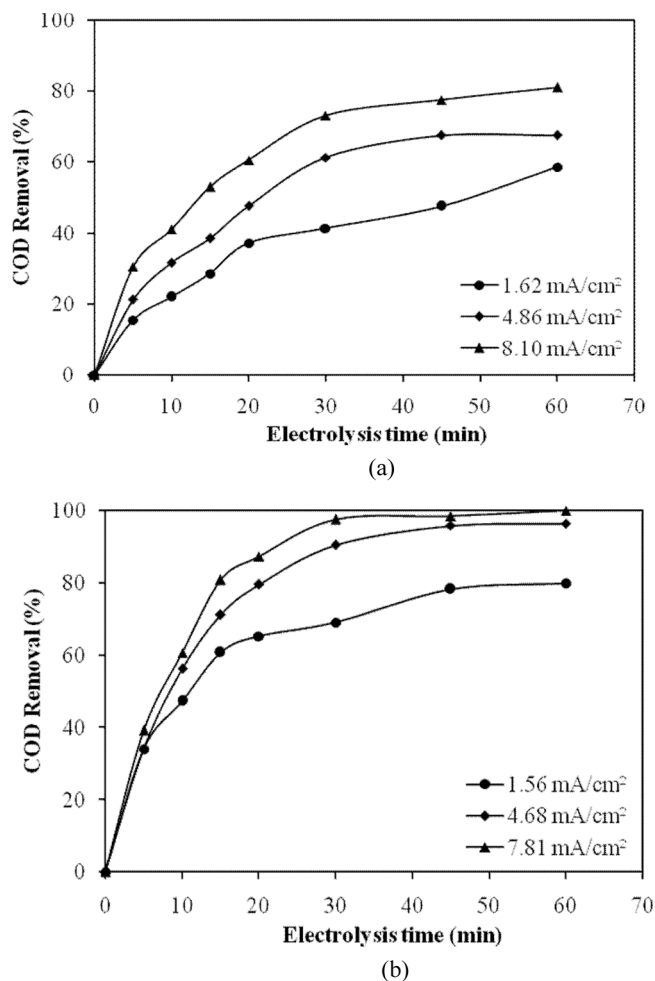 100
80
60
40
20
0
COD Removal (%)
1.62 mA/cm²
4.86 mA/cm²
8.10 mA/cm²
0 10 20 30 40 50 60 70
Electrolysis time (min)
(a)
100
80
60
40
20
0
COD Removal (%)
1.56 mA/cm²
4.68 mA/cm²
7.81 mA/cm²
0 10 20 30 40 50 60 70
Electrolysis time (min)
(b)